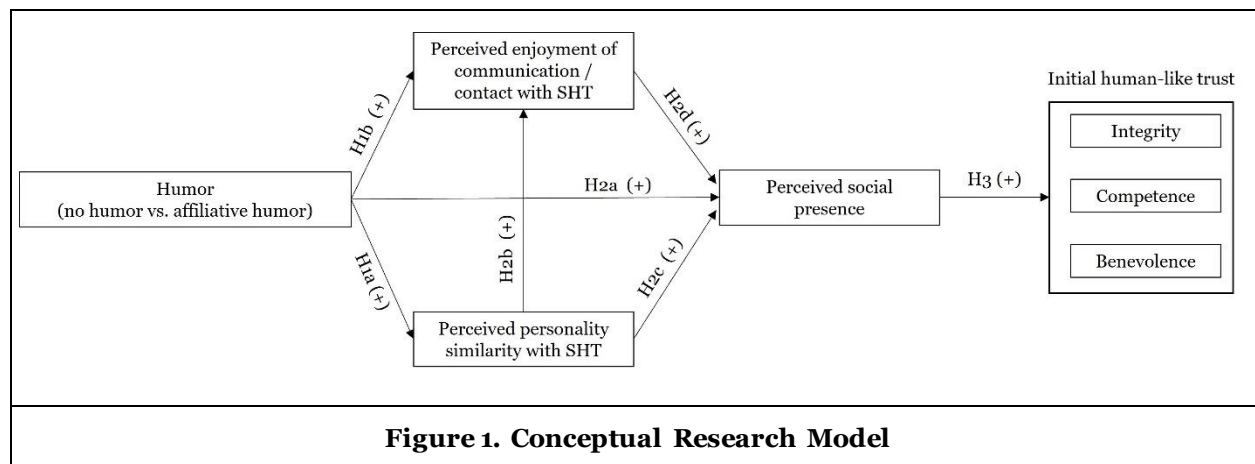 Perceived enjoyment of
communication /
contact with SHT
Initial human-like trust
H1b (+)
H2d (+)
Integrity
Humor
(no humor vs. affiliative humor)
H2a (+)
Perceived social
presence
H3 (+)
Competence
H1a (+)
H2b (+)
H2c (+)
Benevolence
Perceived personality
similarity with SHT
Figure 1. Conceptual Research Model